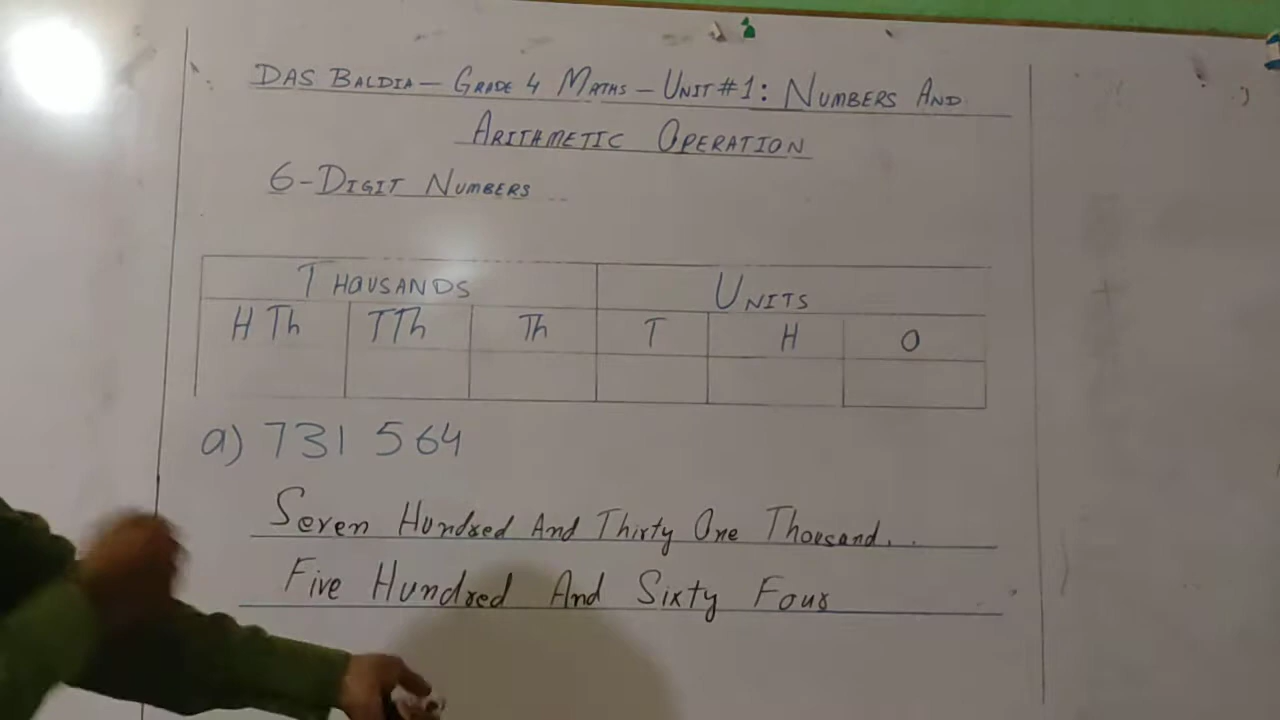 DAS BALDIA — GRADE 4 MATHS — UNIT #1: NUMBERS AND
ARITHMETIC OPERATION
6-DIGIT NUMBERS
THOUSANDS UNITS
H Th TTh Th T H O
a) 731 564
Seven Hundred And Thirty One Thousand..
Five Hundred And Sixty Four